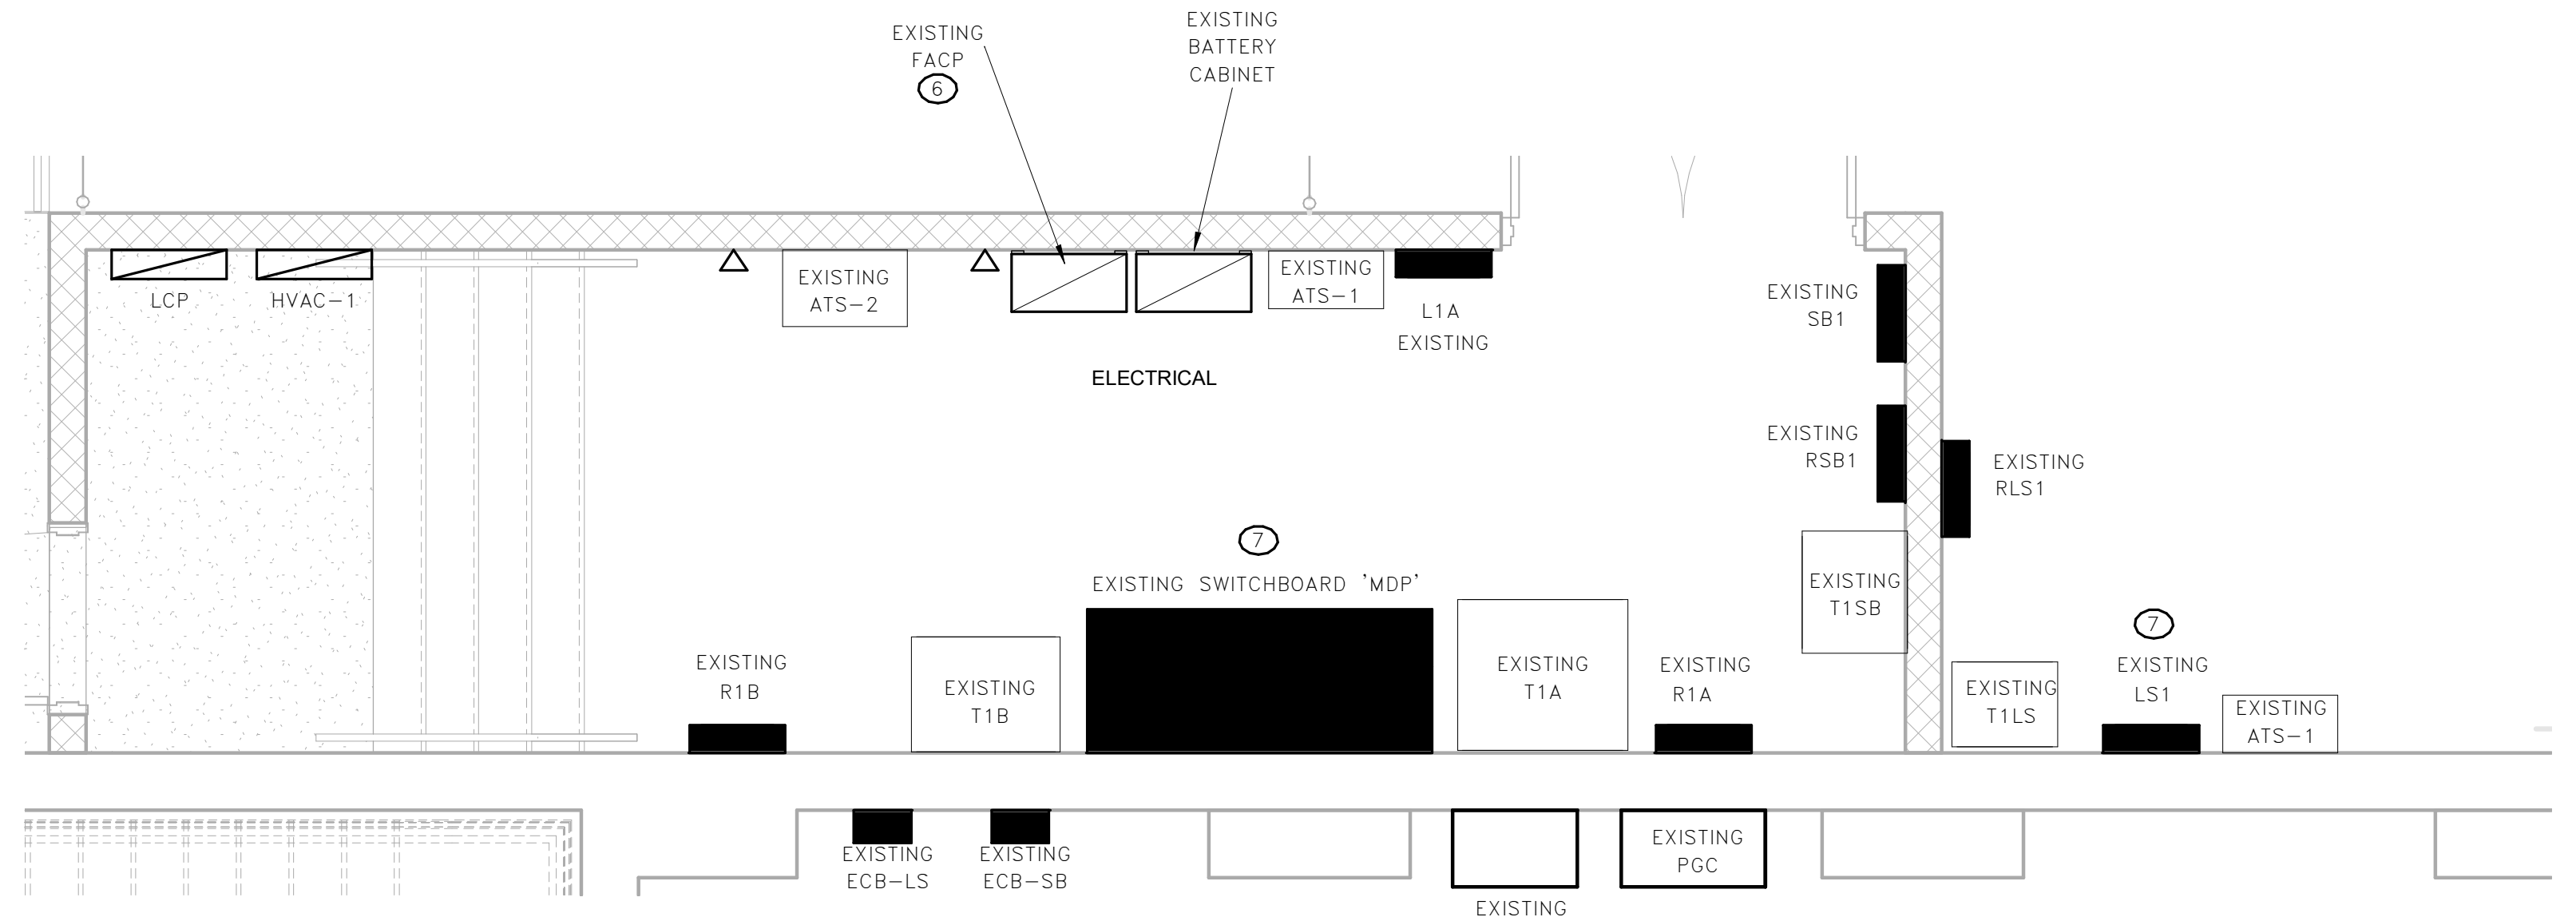 EXISTING
FACP
6
EXISTING
BATTERY
CABINET
LCP
HVAC-1
EXISTING
ATS-2
EXISTING
ATS-1
L1A
EXISTING
ELECTRICAL
EXISTING
SB1
EXISTING
RSB1
EXISTING
RLS1
7
EXISTING SWITCHBOARD 'MDP'
EXISTING
T1SB
7
EXISTING
R1B
EXISTING
T1B
EXISTING
T1A
EXISTING
R1A
EXISTING
T1LS
EXISTING
LS1
EXISTING
ATS-1
EXISTING
ECB-LS
EXISTING
ECB-SB
EXISTING
EXISTING
PGC